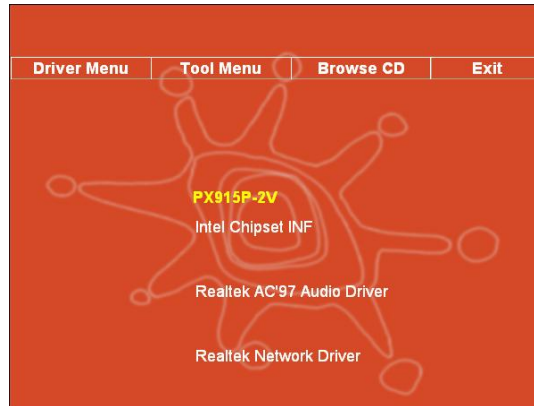 Driver Menu Tool Menu Browse CD Exit
PX915P-2V
Intel Chipset INF
Realtek AC'97 Audio Driver
Realtek Network Driver